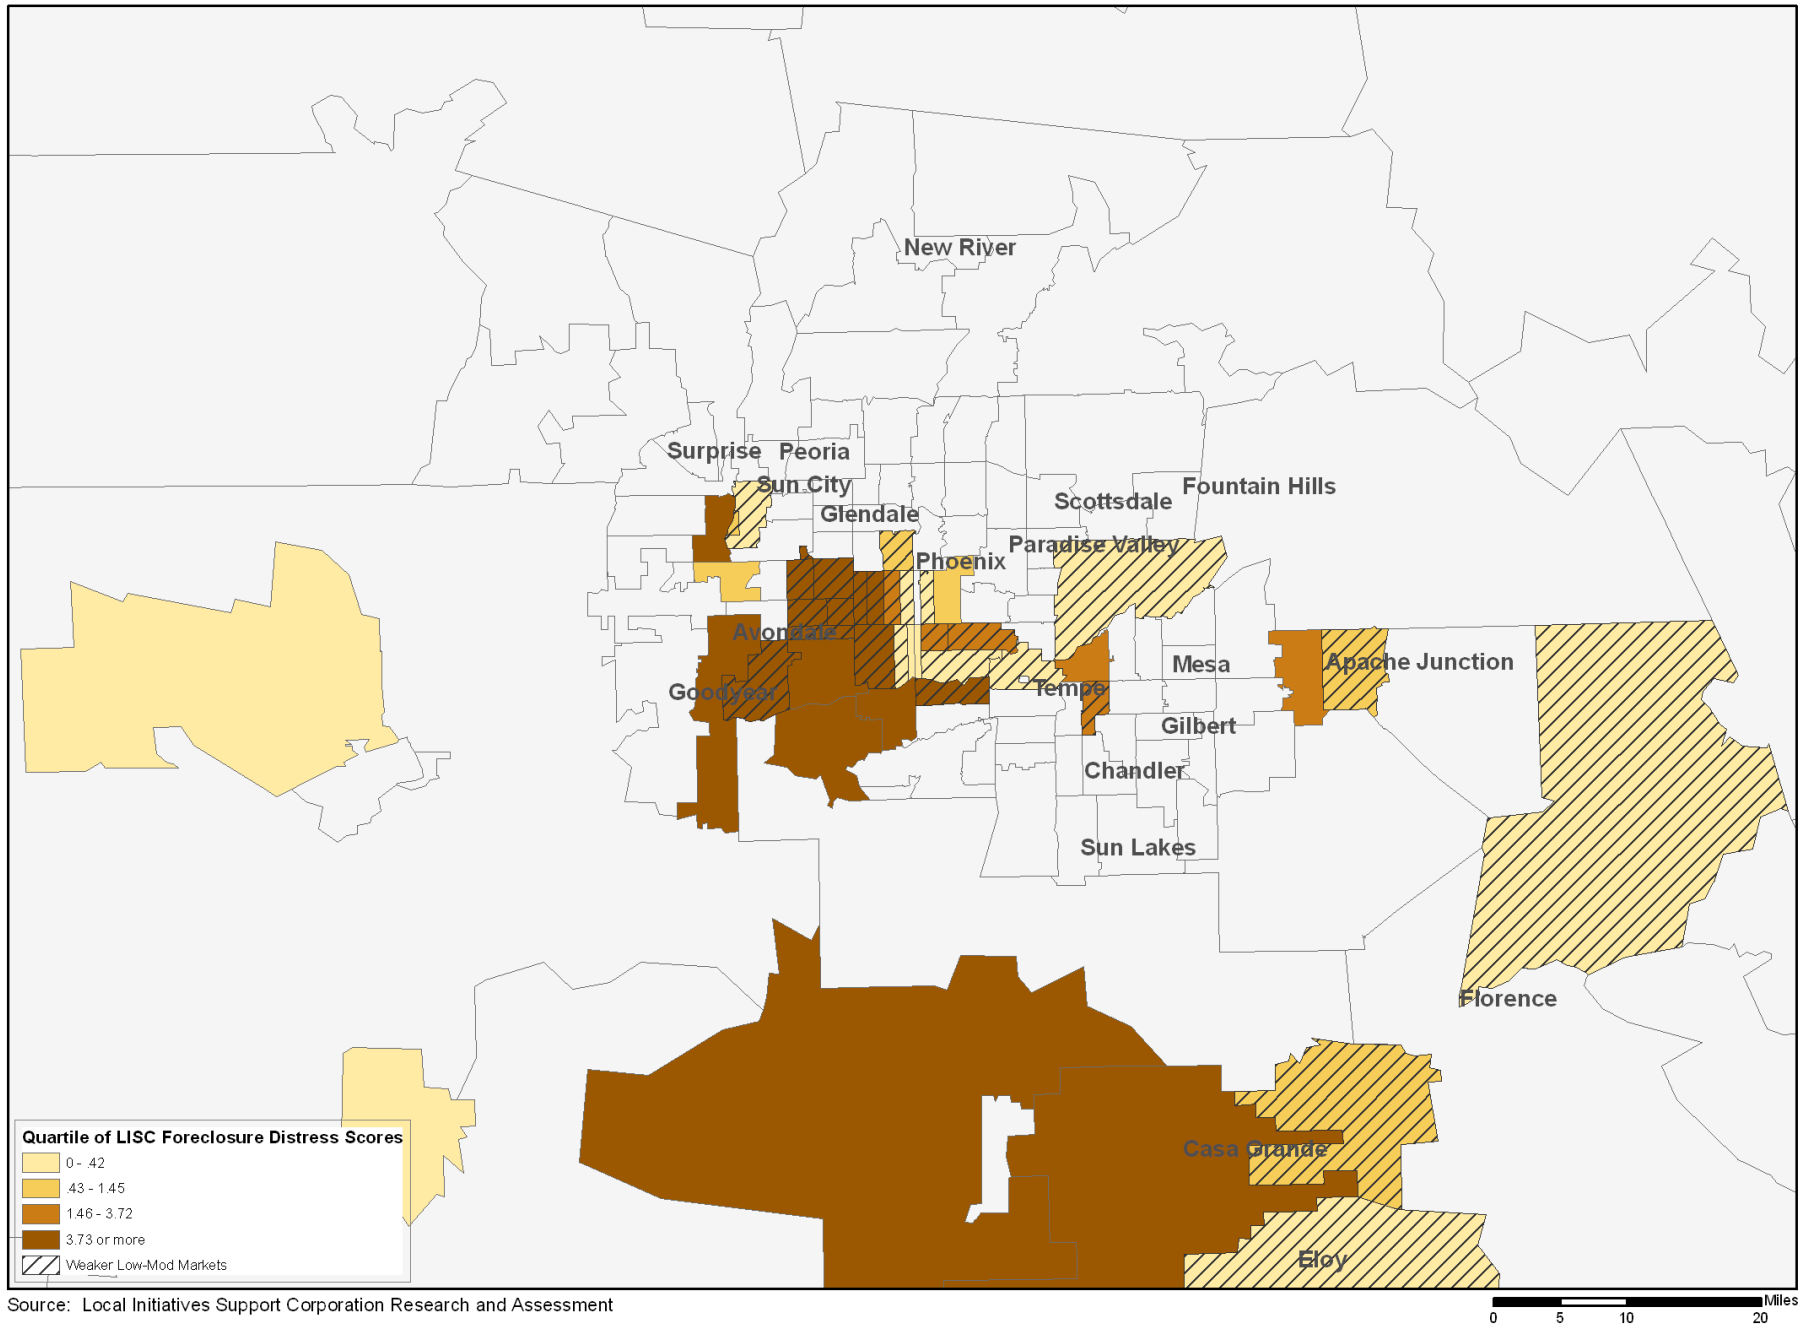 New River
Surprise Peoria
Sun City
Fountain Hills
Scottsdale
Glendale
Paradise Valley
Phoenix
Avondale
Mesa
Apache Junction
Goodyear
Tempe
Gilbert
Chandler
Sun Lakes
Florence
Casa Grande
Eloy
Quartile of LISC Foreclosure Distress Scores
0 - .42
.43 - 1.45
1.46 - 3.72
3.73 or more
Weaker Low-Mod Markets
Source: Local Initiatives Support Corporation Research and Assessment
Miles
0 5 10 20